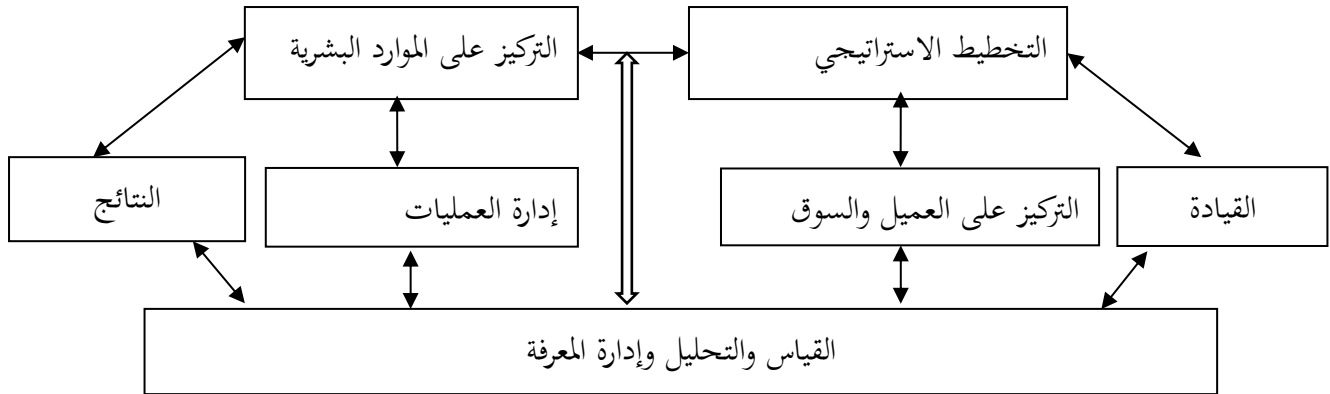 التخطيط الاستراتيجي
التركيز على الموارد البشرية
القيادة
التركيز على العميل والسوق
إدارة العمليات
النتائج
القياس والتحليل وإدارة المعرفة